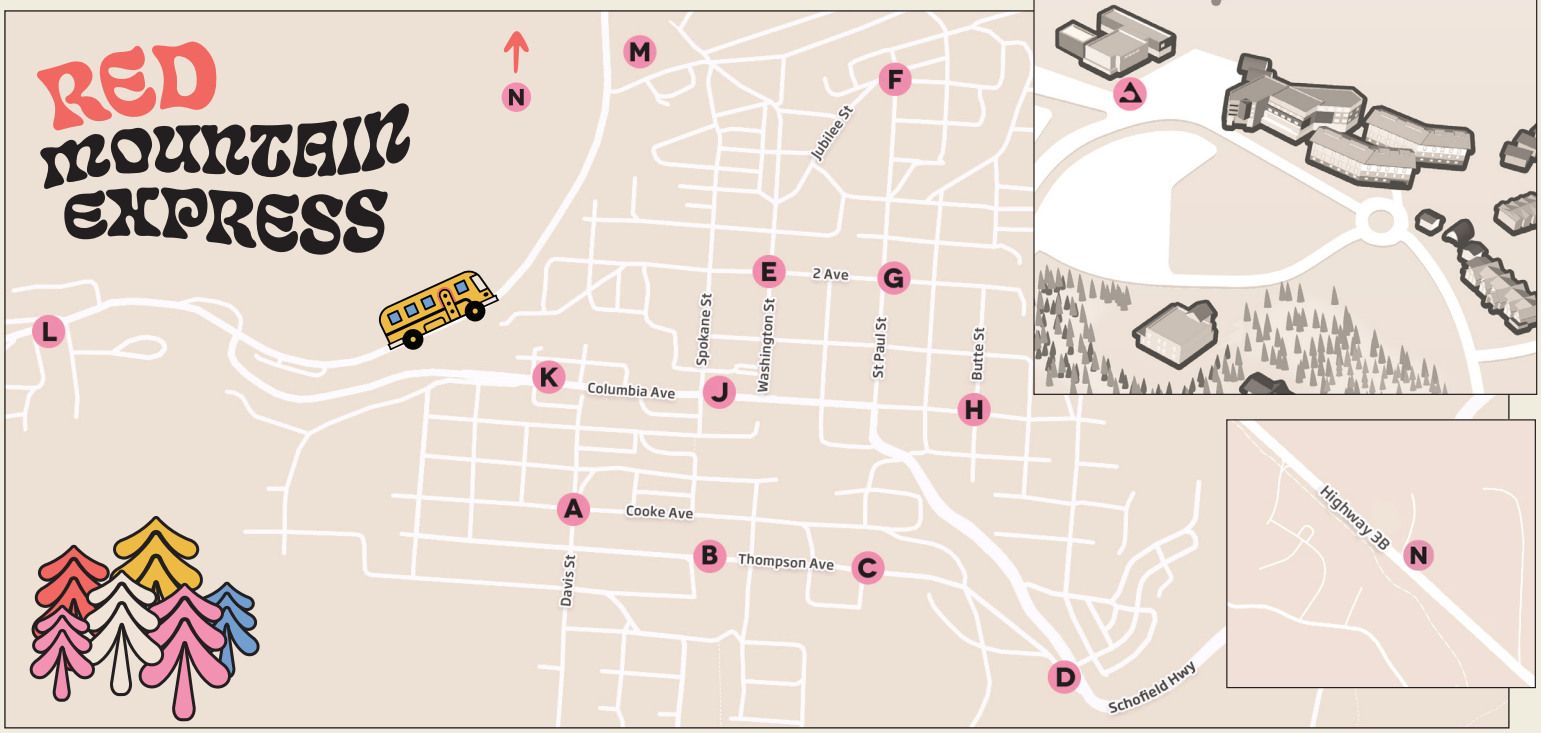 RED
MOUNTAIN
EXPRESS
N
M
F
Jubilee St
E
2 Ave
G
L
Spokane St
Washington St
St Paul St
Butte St
K
Columbia Ave
J
H
A
Cooke Ave
B
Thompson Ave
C
Davis St
D
Schofield Hwy
Highway 3B
N